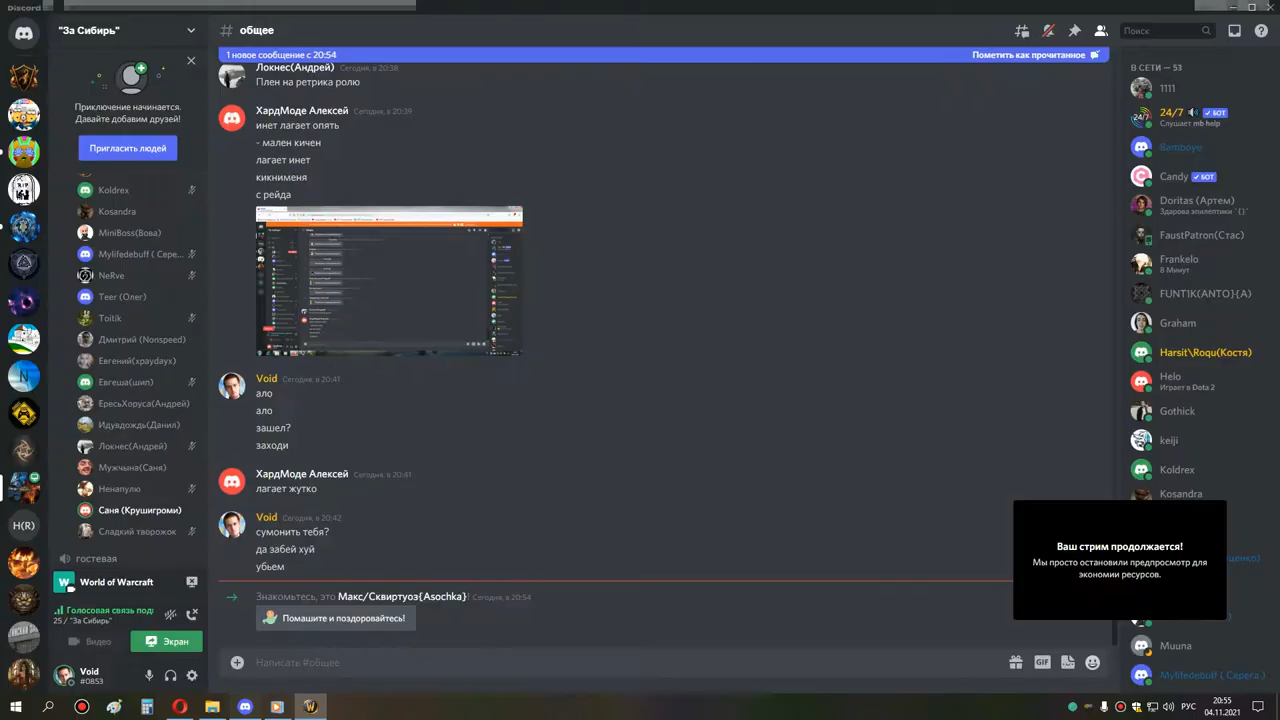 Discord
"За Сибирь"
общее
Поиск
1 новое сообщение с 20:54
Пометить как прочитанное
Приключение начинается.
Давайте добавим друзей!
Пригласить людей
Koldrex
Kosandra
MiniBoss(Вова)
Mylifedebuff ( Сере...
NeRve
Teer (Олег)
Toitik
Дмитрий (Nonspeed)
Евгений(xpaydayx)
Евгеша(шип)
ЕресьХоруса(Андрей)
Идувдождь(Данил)
Локнес(Андрей)
Мужчына(Саня)
Ненапулю
Саня (Крушигроми)
Сладкий творожок
гостевая
World of Warcraft
Голосовая связь подк
25 / "За Сибирь"
Видео
Экран
Void
#0853
H(R)
Локнес(Андрей) Сегодня, в 20:38
Плен на ретрика ролю
ХардМоде Алексей Сегодня, в 20:39
инет лагает опять
- мален кичен
лагает инет
кикнименя
с рейда
Void Сегодня, в 20:41
ало
ало
зашел?
заходи
ХардМоде Алексей Сегодня, в 20:41
лагает жутко
Void Сегодня, в 20:42
сумонить тебя?
да забей хуй
убьем
Знакомьтесь, это Макс/Сквиртуоз{Asochka}! Сегодня, в 20:54
Помашите и поздоровайтесь!
Написать #общее
GIF
В СЕТИ — 53
1111
24/7
БОТ
Слушает mb help
Bamboye
Candy
БОТ
Doritas (Артем)
FaustPatron(Стас)
Frankelo
8 Минут
FUNT1K(ANTO){A)
Graham
Harsit\Roqu(Костя)
Helo
Играет в Dota 2
Gothick
keiji
Koldrex
Kosandra
Ваш стрим продолжается!
Мы просто остановили предпросмотр для
экономии ресурсов.
Muuna
Mylifedebuff ( Серега )
РУС
20:55
04.11.2021